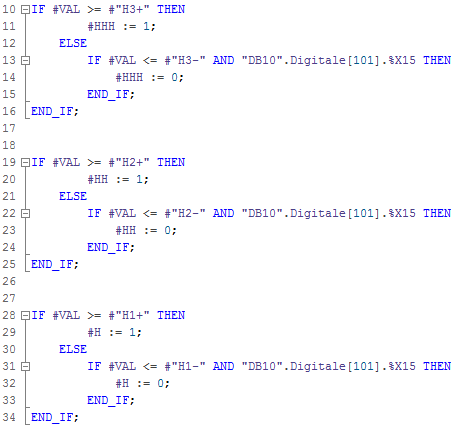 10 IF #VAL >= #"H3+" THEN
11 #HHH := 1;
12 ELSE
13 IF #VAL <= #"H3-" AND "DB10".Digitale[101].%X15 THEN
14 #HHH := 0;
15 END_IF;
16 END_IF;
17
18
19 IF #VAL >= #"H2+" THEN
20 #HH := 1;
21 ELSE
22 IF #VAL <= #"H2-" AND "DB10".Digitale[101].%X15 THEN
23 #HH := 0;
24 END_IF;
25 END_IF;
26
27
28 IF #VAL >= #"H1+" THEN
29 #H := 1;
30 ELSE
31 IF #VAL <= #"H1-" AND "DB10".Digitale[101].%X15 THEN
32 #H := 0;
33 END_IF;
34 END_IF;